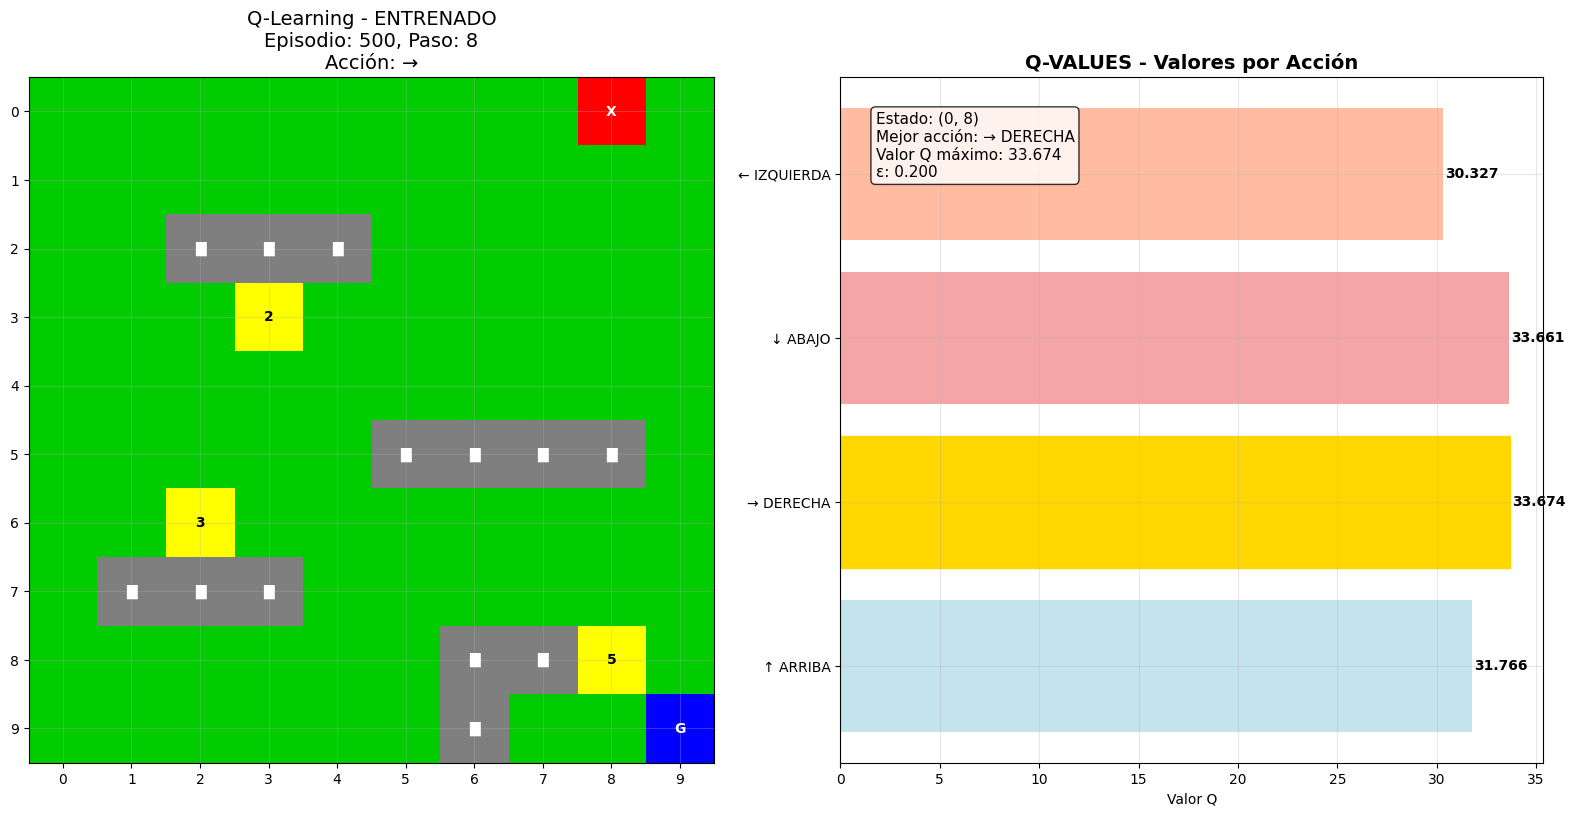 Q-Learning - ENTRENADO
Episodio: 500, Paso: 8
Acción: →
0
1
2
3
4
5
6
7
8
9
X
2
3
5
G
0 1 2 3 4 5 6 7 8 9
Q-VALUES - Valores por Acción
Estado: (0, 8)
Mejor acción: → DERECHA
Valor Q máximo: 33.674
ε: 0.200
← IZQUIERDA
30.327
↓ ABAJO
33.661
→ DERECHA
33.674
↑ ARRIBA
31.766
0 5 10 15 20 25 30 35
Valor Q